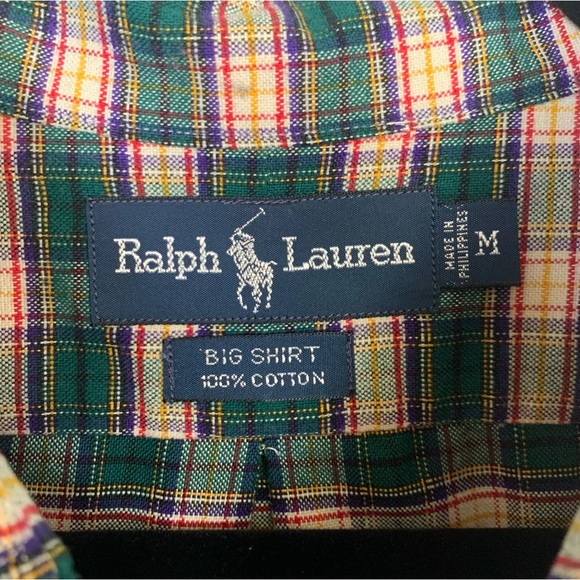 Ralph Lauren
MADE IN
PHILIPPINES
M
BIG SHIRT
100% COTTON